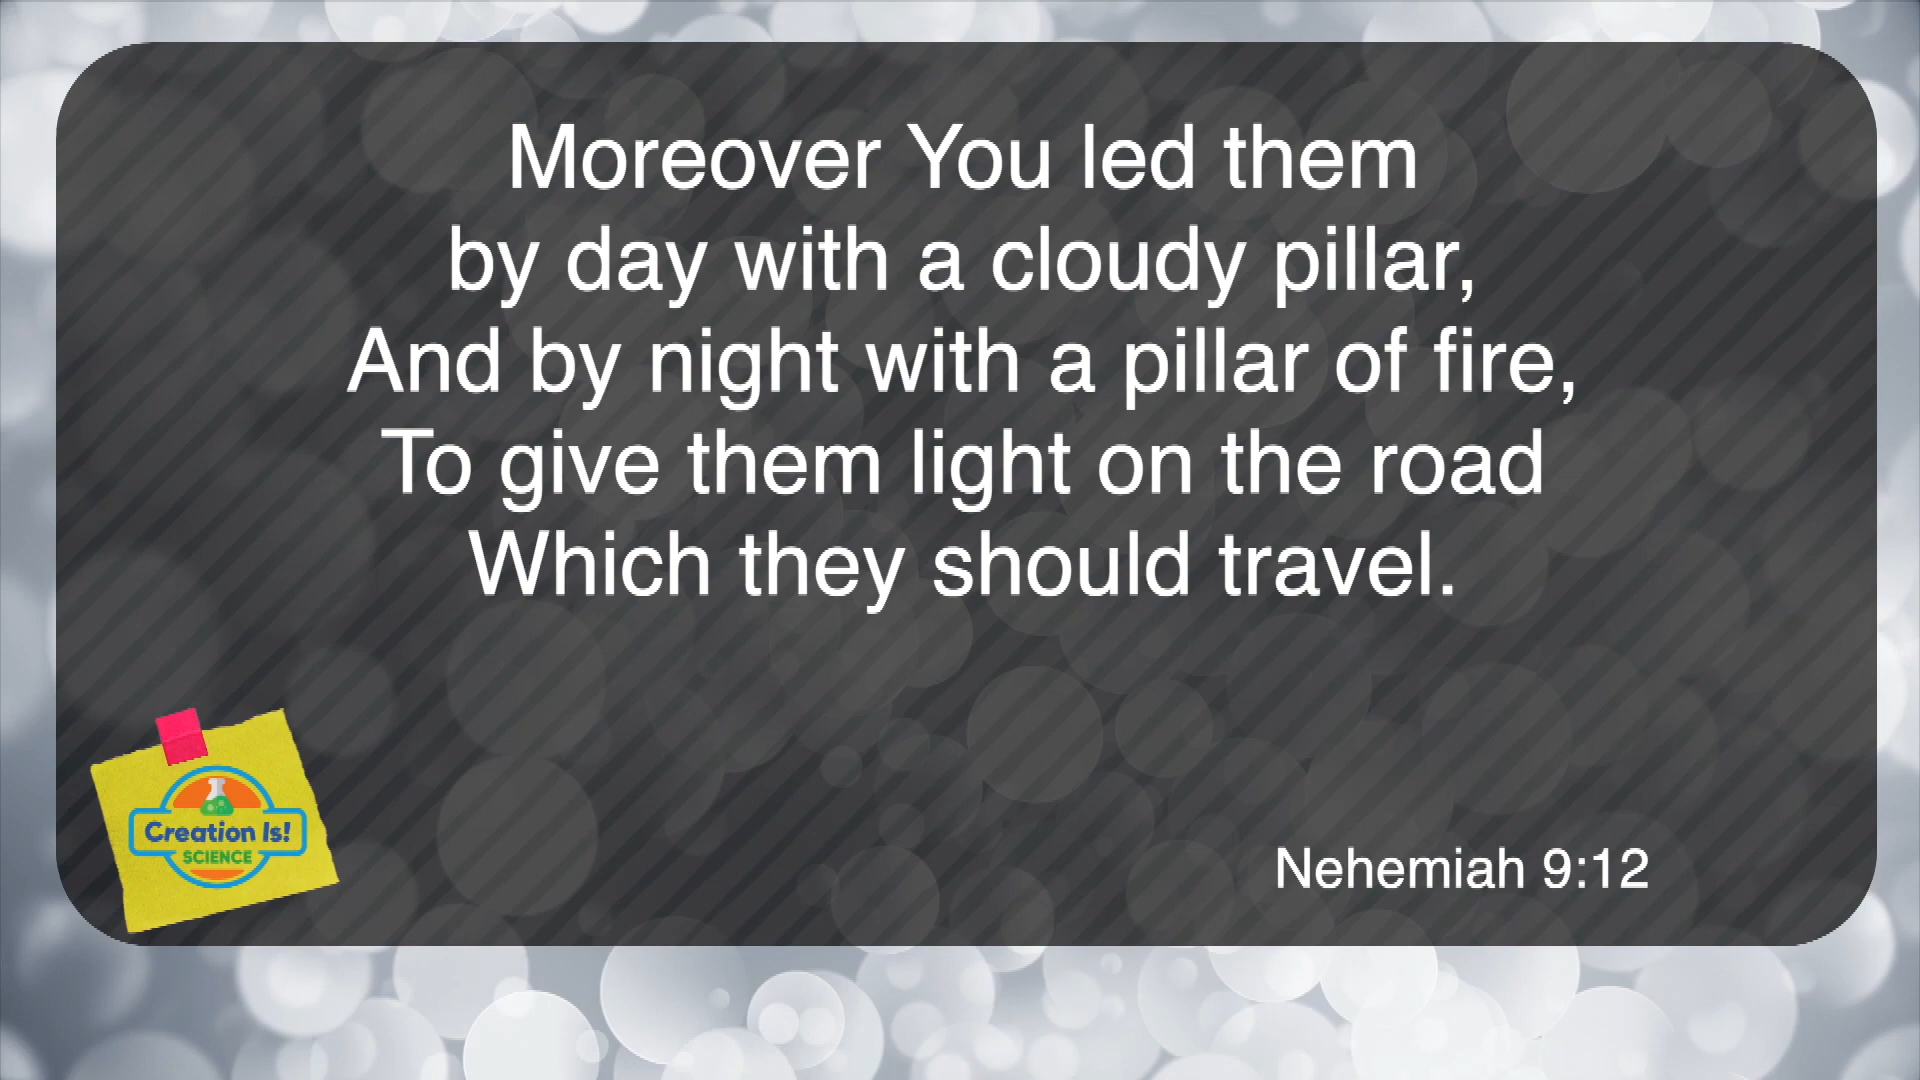 Moreover You led them
by day with a cloudy pillar,
And by night with a pillar of fire,
To give them light on the road
Which they should travel.
Creation Is!
SCIENCE
Nehemiah 9:12